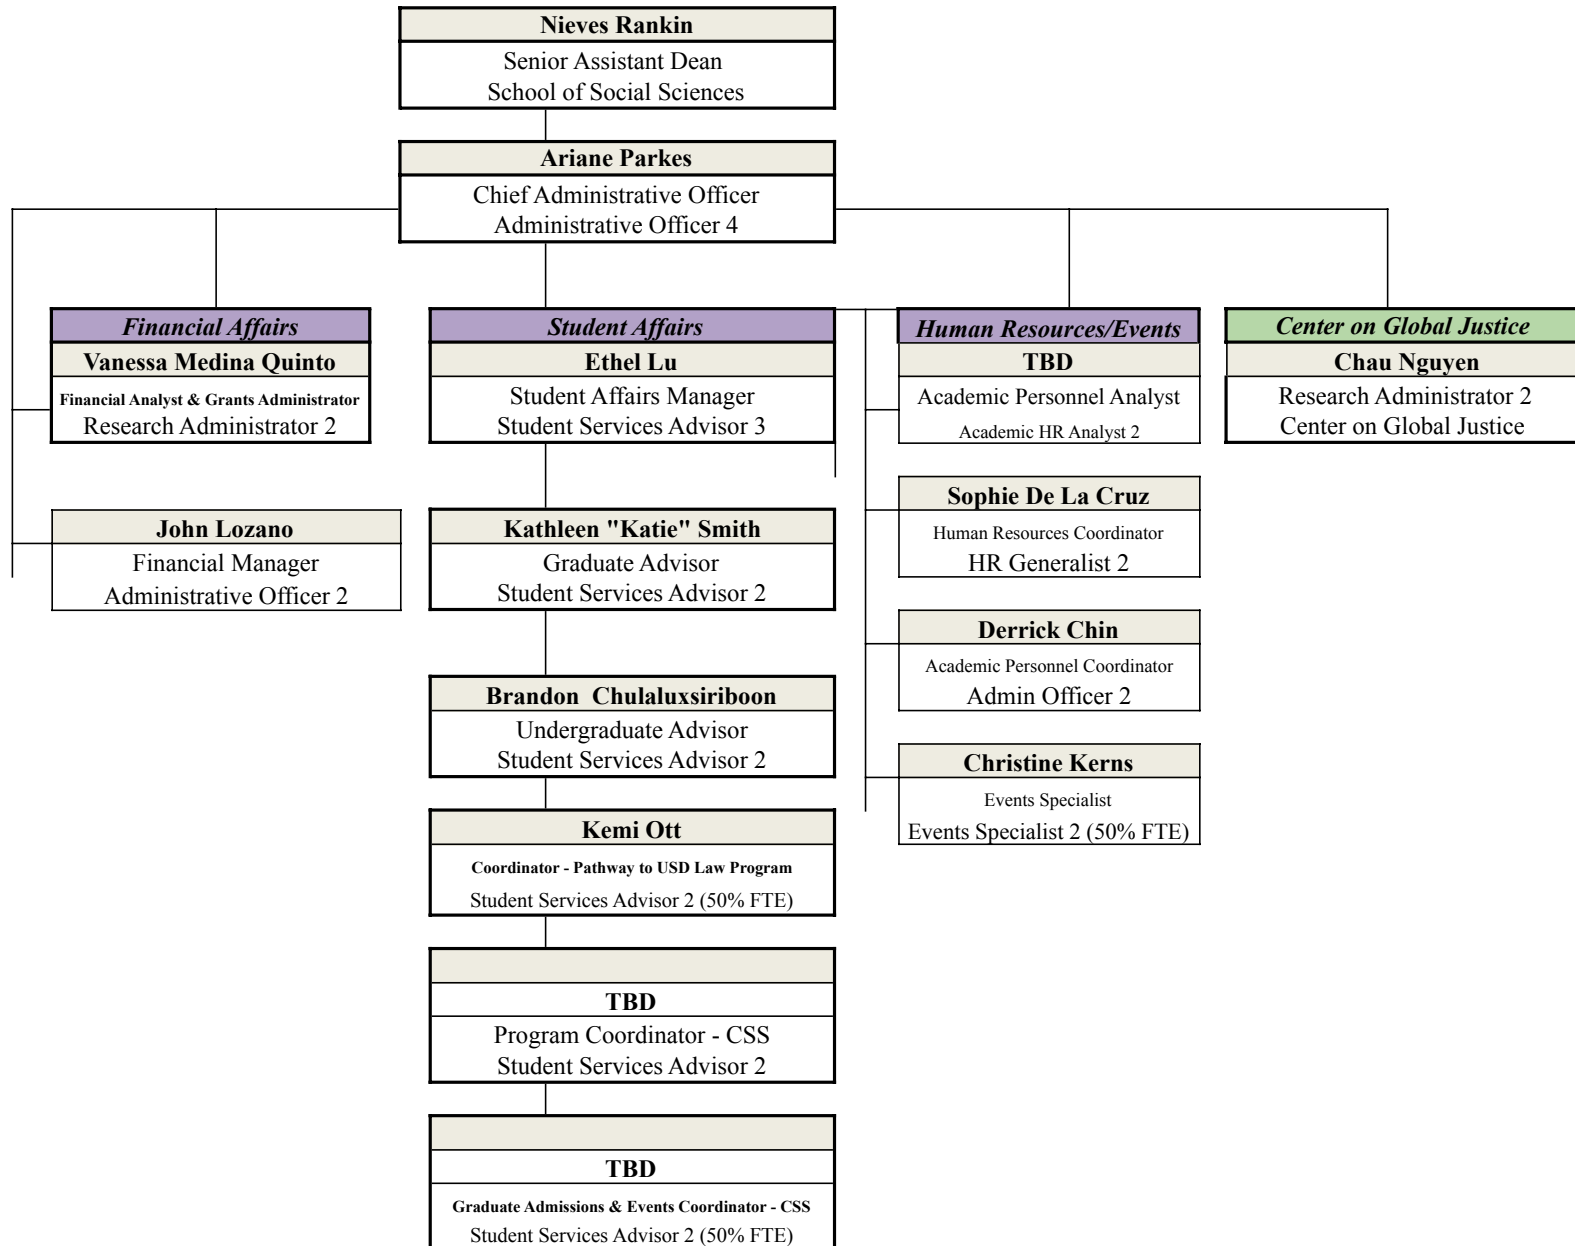 Nieves Rankin
Senior Assistant Dean
School of Social Sciences
Ariane Parkes
Chief Administrative Officer
Administrative Officer 4
Financial Affairs
Vanessa Medina Quinto
Financial Analyst & Grants Administrator
Research Administrator 2
John Lozano
Financial Manager
Administrative Officer 2
Student Affairs
Ethel Lu
Student Affairs Manager
Student Services Advisor 3
Kathleen "Katie" Smith
Graduate Advisor
Student Services Advisor 2
Brandon  Chulaluxsiriboon
Undergraduate Advisor
Student Services Advisor 2
Kemi Ott
Coordinator - Pathway to USD Law Program
Student Services Advisor 2 (50% FTE)
TBD
Program Coordinator - CSS
Student Services Advisor 2
TBD
Graduate Admissions & Events Coordinator - CSS
Student Services Advisor 2 (50% FTE)
Human Resources/Events
TBD
Academic Personnel Analyst
Academic HR Analyst 2
Sophie De La Cruz
Human Resources Coordinator
HR Generalist 2
Derrick Chin
Academic Personnel Coordinator
Admin Officer 2
Christine Kerns
Events Specialist
Events Specialist 2 (50% FTE)
Center on Global Justice
Chau Nguyen
Research Administrator 2
Center on Global Justice